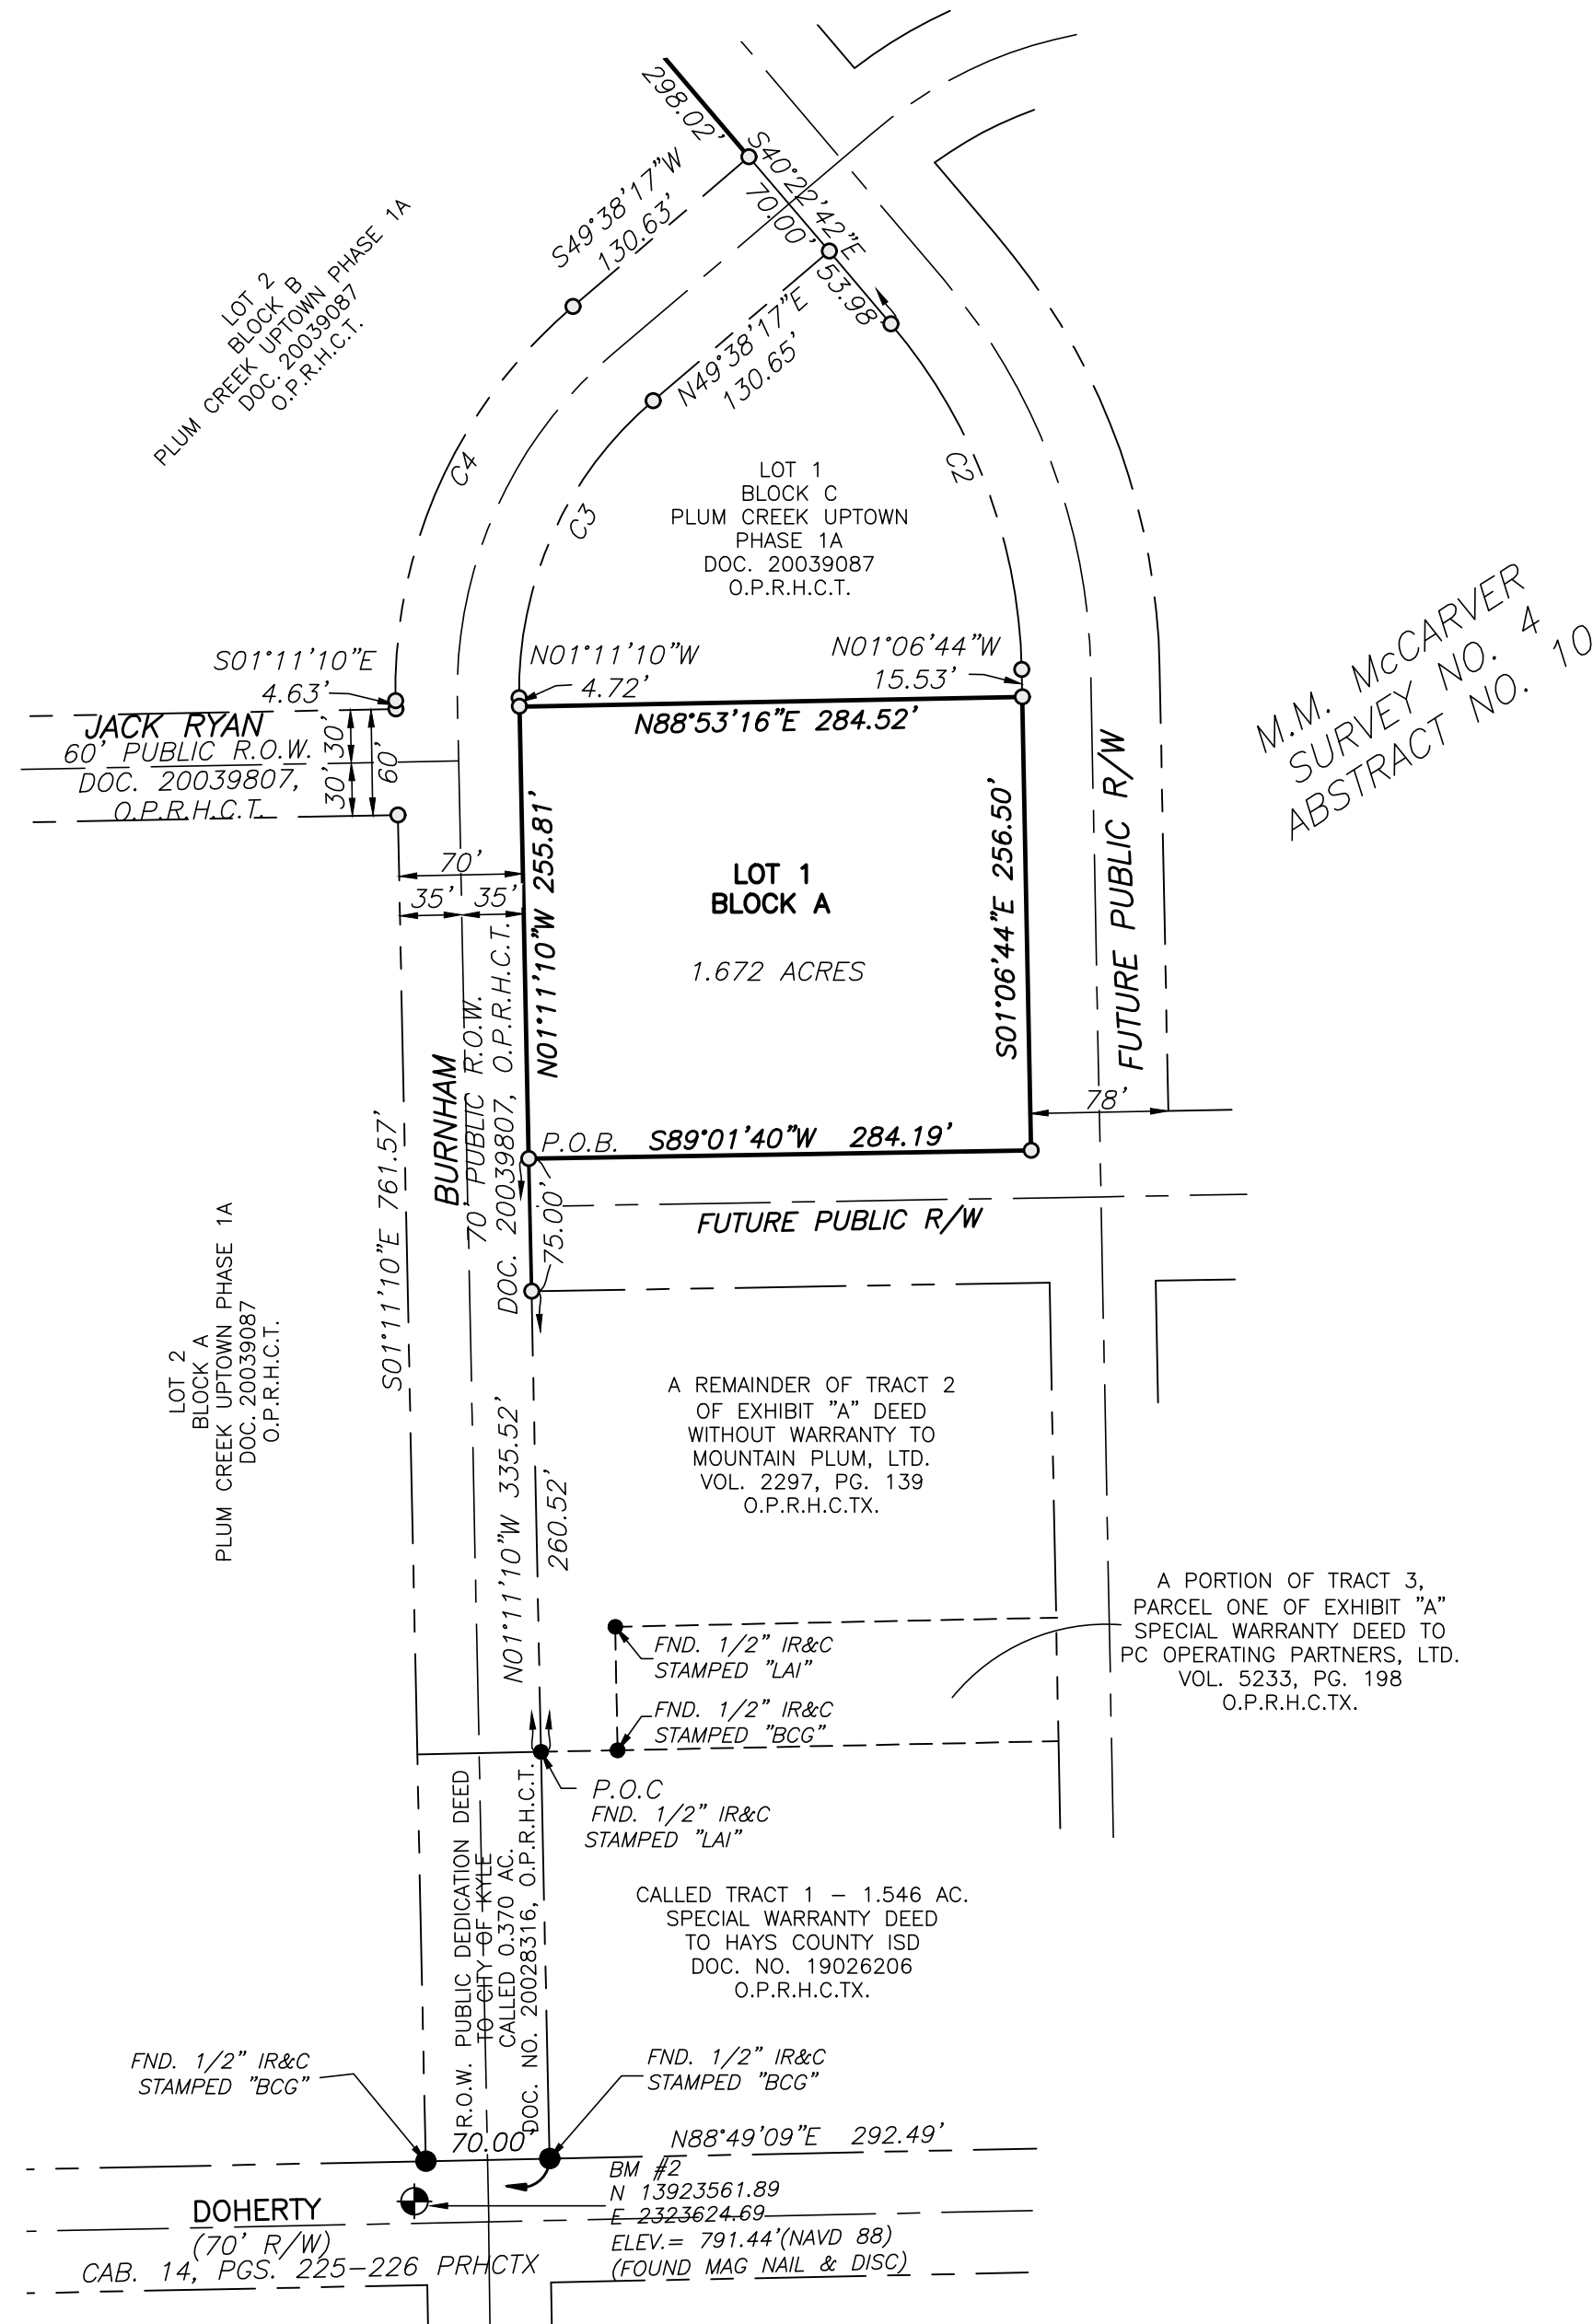 298.02'
S40°22'42"E
70.00'
53.98'
S49°38'17"W
130.63'
N49°38'17"E
130.65'
LOT 2
BLOCK B
PLUM CREEK UPTOWN PHASE 1A
DOC. 20039087
O.P.R.H.C.T.
C4
C3
C2
LOT 1
BLOCK C
PLUM CREEK UPTOWN
PHASE 1A
DOC. 20039087
O.P.R.H.C.T.
M.M. McCARVER
SURVEY NO. 4
ABSTRACT NO. 10
S01°11'10"E
4.63'
N01°11'10"W
4.72'
N01°06'44"W
15.53'
N88°53'16"E 284.52'
JACK RYAN
60' PUBLIC R.O.W.
DOC. 20039807,
O.P.R.H.C.T.
30'
30'
60'
70'
35'
35'
N01°11'10"W 255.81'
LOT 1
BLOCK A
1.672 ACRES
S01°06'44"E 256.50'
FUTURE PUBLIC R/W
78'
BURNHAM
70' PUBLIC R.O.W.
DOC. 20039807, O.P.R.H.C.T.
P.O.B.
S89°01'40"W 284.19'
75.00'
FUTURE PUBLIC R/W
S01°11'10"E 761.57'
LOT 2
BLOCK A
PLUM CREEK UPTOWN PHASE 1A
DOC. 20039087
O.P.R.H.C.T.
N01°11'10"W 335.52'
260.52'
A REMAINDER OF TRACT 2
OF EXHIBIT "A" DEED
WITHOUT WARRANTY TO
MOUNTAIN PLUM, LTD.
VOL. 2297, PG. 139
O.P.R.H.C.TX.
A PORTION OF TRACT 3,
PARCEL ONE OF EXHIBIT "A"
SPECIAL WARRANTY DEED TO
PC OPERATING PARTNERS, LTD.
VOL. 5233, PG. 198
O.P.R.H.C.TX.
FND. 1/2" IR&C
STAMPED "LAI"
FND. 1/2" IR&C
STAMPED "BCG"
P.O.C
FND. 1/2" IR&C
STAMPED "LAI"
R.O.W. PUBLIC DEDICATION DEED
TO CITY OF KYLE
CALLED 0.370 AC.
DOC. NO. 20028316, O.P.R.H.C.T.
CALLED TRACT 1 – 1.546 AC.
SPECIAL WARRANTY DEED
TO HAYS COUNTY ISD
DOC. NO. 19026206
O.P.R.H.C.TX.
FND. 1/2" IR&C
STAMPED "BCG"
FND. 1/2" IR&C
STAMPED "BCG"
70.00'
N88°49'09"E 292.49'
BM #2
N 13923561.89
E 2323624.69
ELEV.= 791.44'(NAVD 88)
(FOUND MAG NAIL & DISC)
DOHERTY
(70' R/W)
CAB. 14, PGS. 225–226 PRHCTX